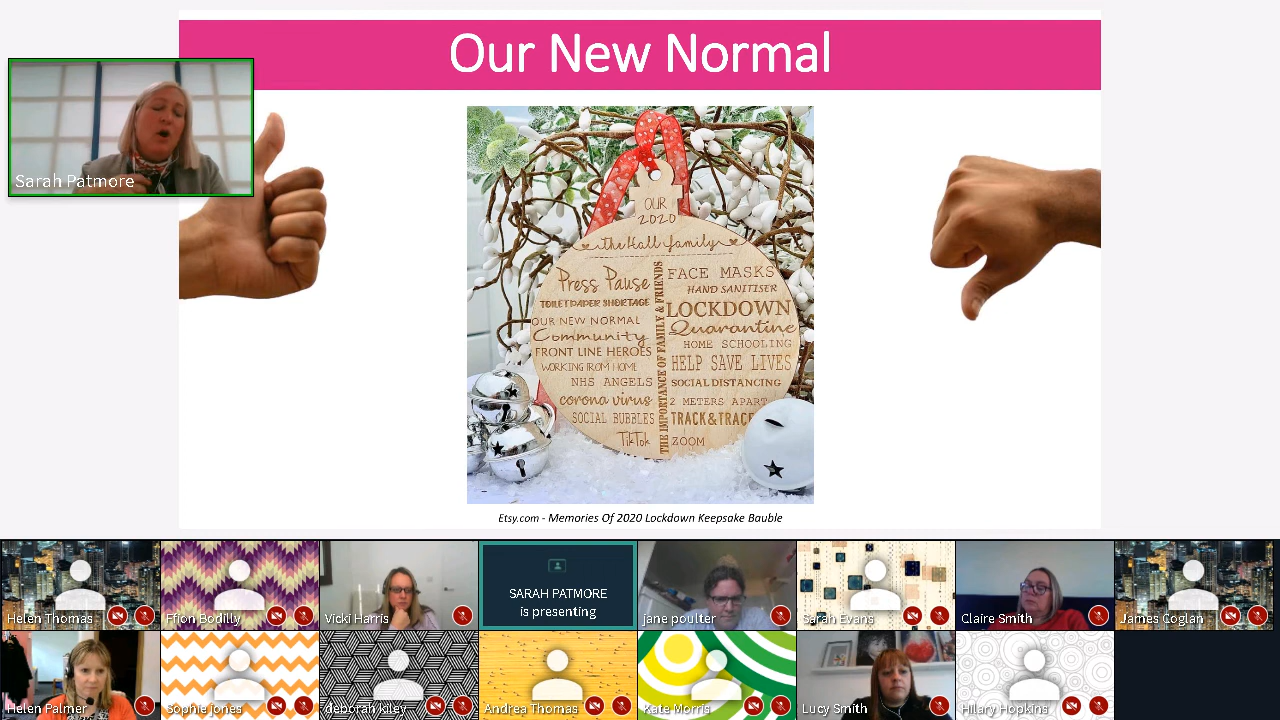 Our New Normal
Sarah Patmore
OUR
2020
the Hall family
Press Pause
TOILET PAPER SHORTAGE
OUR NEW NORMAL
Community
FRONT LINE HEROES
WORKING FROM HOME
NHS ANGELS
corona virus
SOCIAL BUBBLES
TikTok
THE IMPORTANCE OF FAMILY & FRIENDS
FACE MASKS
HAND SANITISER
LOCKDOWN
Quarantine
HOME SCHOOLING
HELP SAVE LIVES
SOCIAL DISTANCING
2 METERS APART
TRACK&TRACE
ZOOM
Etsy.com - Memories Of 2020 Lockdown Keepsake Bauble
Helen Thomas
Ffion Bodilly
Vicki Harris
SARAH PATMORE
is presenting
jane poulter
Sarah Evans
Claire Smith
James Coglan
Helen Palmer
Sophie jones
deborah kiley
Andrea Thomas
Kate Morris
Lucy Smith
Hilary Hopkins